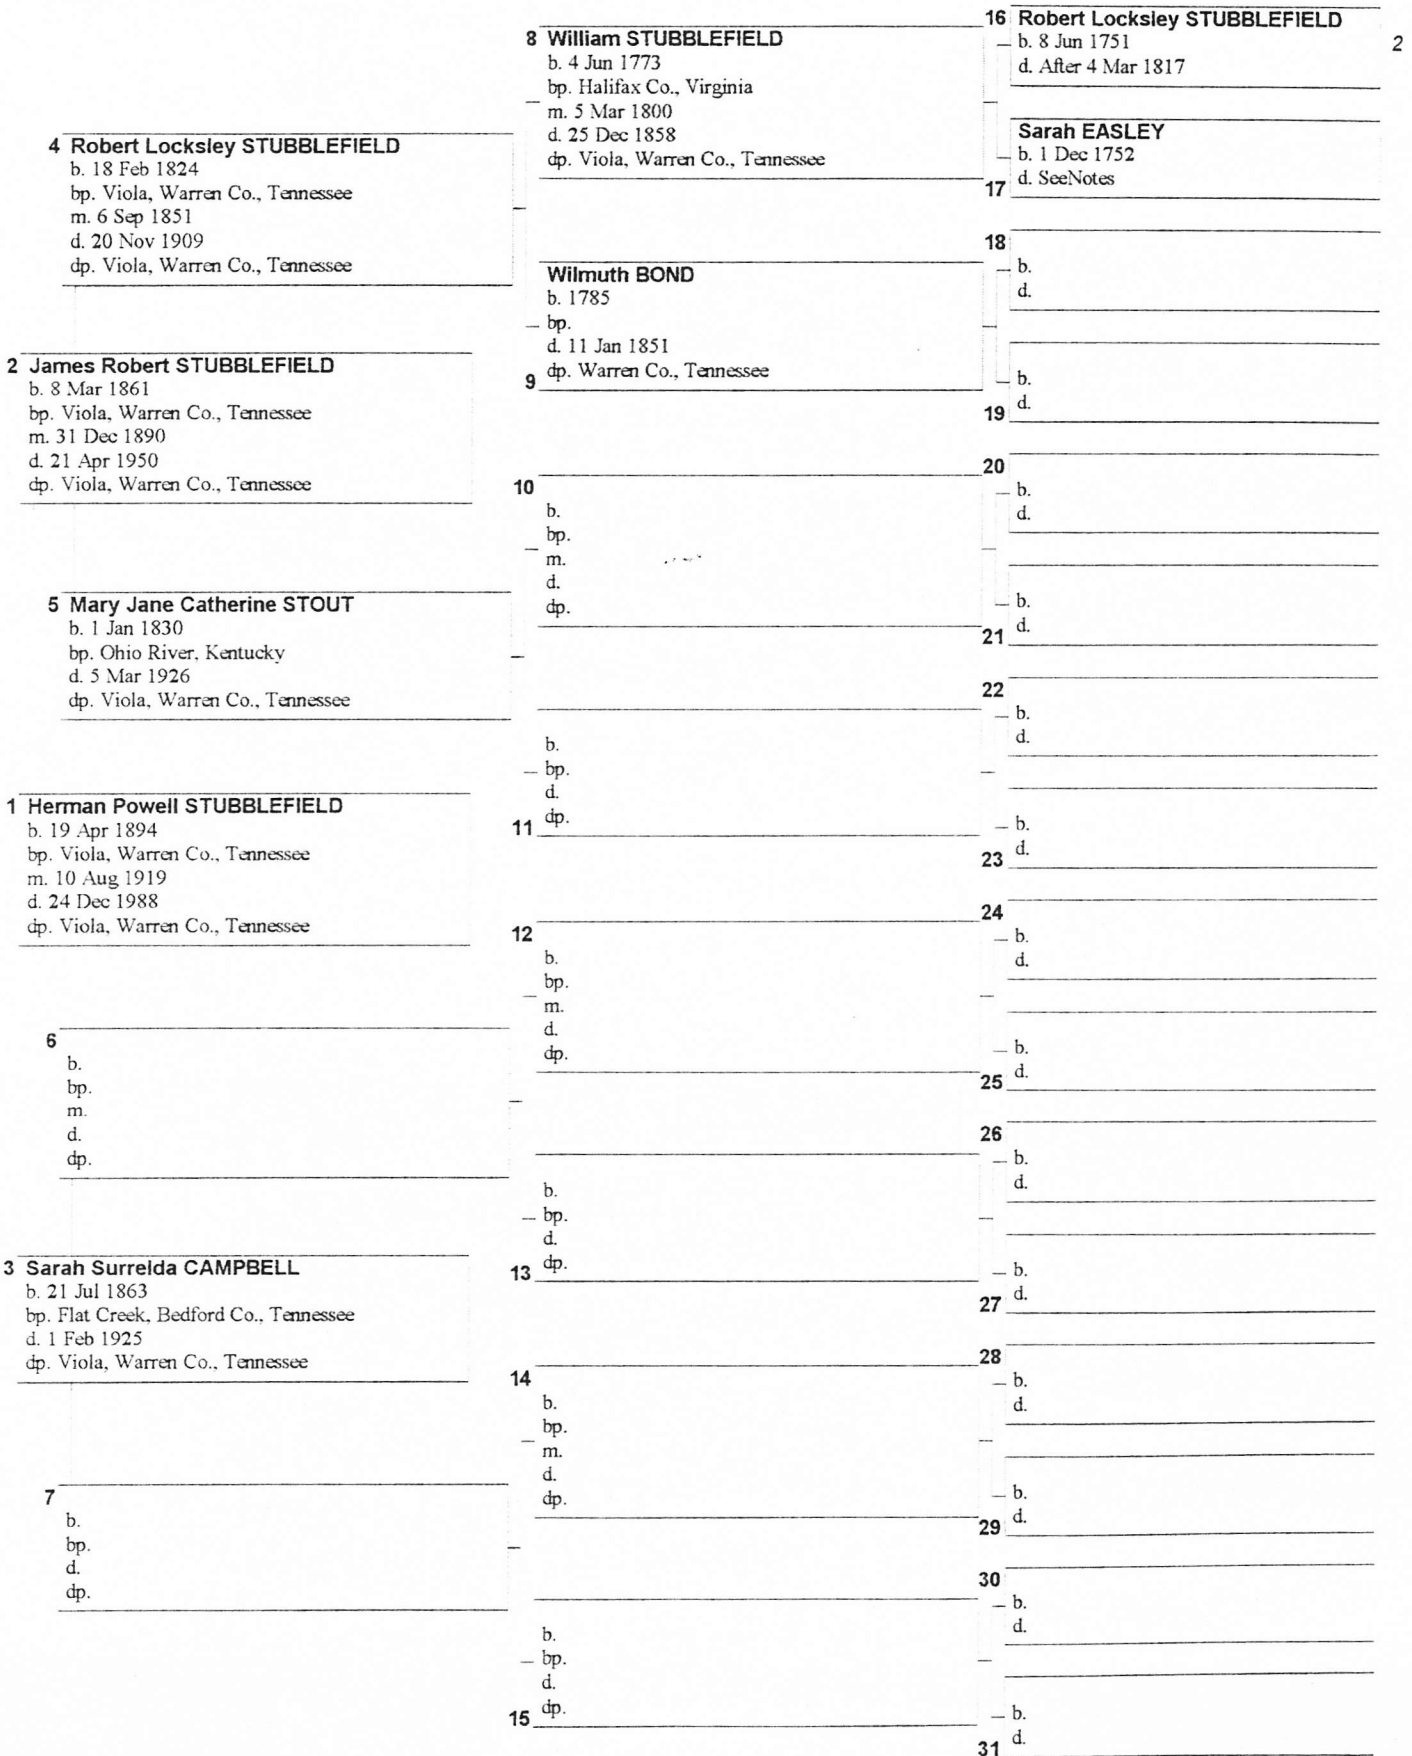 16 Robert Locksley STUBBLEFIELD
b. 8 Jun 1751
d. After 4 Mar 1817
2
8 William STUBBLEFIELD
b. 4 Jun 1773
bp. Halifax Co., Virginia
m. 5 Mar 1800
d. 25 Dec 1858
dp. Viola, Warren Co., Tennessee
Sarah EASLEY
b. 1 Dec 1752
d. SeeNotes
17
4 Robert Locksley STUBBLEFIELD
b. 18 Feb 1824
bp. Viola, Warren Co., Tennessee
m. 6 Sep 1851
d. 20 Nov 1909
dp. Viola, Warren Co., Tennessee
18
b.
d.
Wilmuth BOND
b. 1785
bp.
d. 11 Jan 1851
9 dp. Warren Co., Tennessee
b.
19 d.
2 James Robert STUBBLEFIELD
b. 8 Mar 1861
bp. Viola, Warren Co., Tennessee
m. 31 Dec 1890
d. 21 Apr 1950
dp. Viola, Warren Co., Tennessee
20
b.
d.
10
b.
bp.
m.
d.
dp.
b.
21 d.
5 Mary Jane Catherine STOUT
b. 1 Jan 1830
bp. Ohio River, Kentucky
d. 5 Mar 1926
dp. Viola, Warren Co., Tennessee
22
b.
d.
b.
bp.
d.
11 dp.
b.
23 d.
1 Herman Powell STUBBLEFIELD
b. 19 Apr 1894
bp. Viola, Warren Co., Tennessee
m. 10 Aug 1919
d. 24 Dec 1988
dp. Viola, Warren Co., Tennessee
24
b.
d.
12
b.
bp.
m.
d.
dp.
b.
25 d.
6
b.
bp.
m.
d.
dp.
26
b.
d.
b.
bp.
d.
13 dp.
b.
27 d.
3 Sarah Surrelda CAMPBELL
b. 21 Jul 1863
bp. Flat Creek, Bedford Co., Tennessee
d. 1 Feb 1925
dp. Viola, Warren Co., Tennessee
28
b.
d.
14
b.
bp.
m.
d.
dp.
b.
29 d.
7
b.
bp.
d.
dp.
30
b.
d.
b.
bp.
d.
15 dp.
b.
31 d.